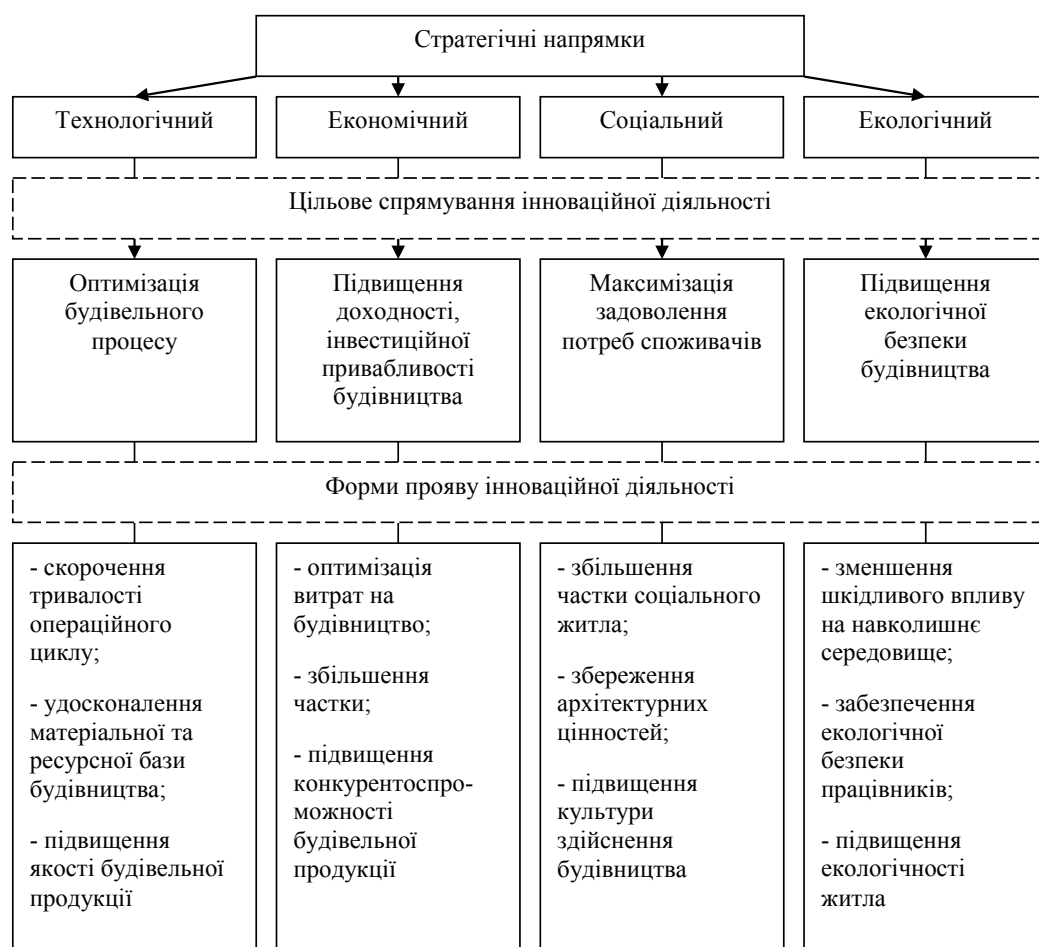 Стратегічні напрямки
Технологічний
Економічний
Соціальний
Екологічний
Цільове спрямування інноваційної діяльності
Оптимізація
будівельного
процесу
Підвищення
доходності,
інвестиційної
привабливості
будівництва
Максимізація
задоволення
потреб споживачів
Підвищення
екологічної
безпеки
будівництва
Форми прояву інноваційної діяльності
- скорочення
тривалості
операційного
циклу;
- удосконалення
матеріальної та
ресурсної бази
будівництва;
- підвищення
якості будівельної
продукції
- оптимізація
витрат на
будівництво;
- збільшення
частки;
- підвищення
конкурентоспро-
можності
будівельної
продукції
- збільшення
частки соціального
житла;
- збереження
архітектурних
цінностей;
- підвищення
культури
здійснення
будівництва
- зменшення
шкідливого впливу
на навколишнє
середовище;
- забезпечення
екологічної
безпеки
працівників;
- підвищення
екологічності
житла